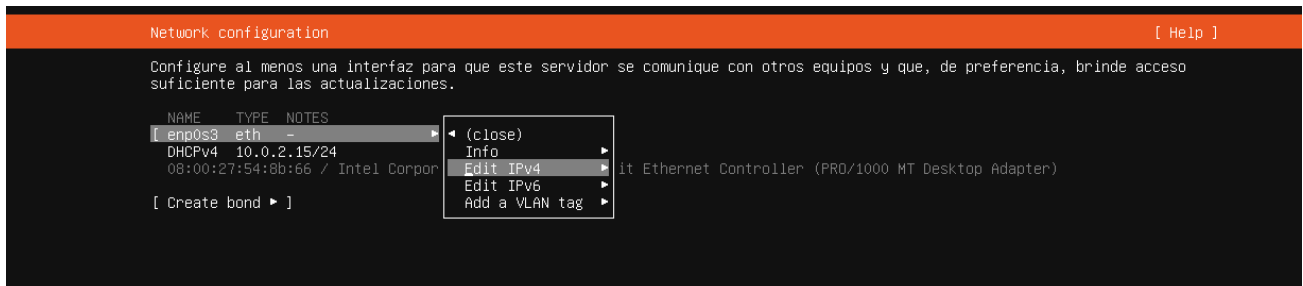 Network configuration [ Help ]
Configure al menos una interfaz para que este servidor se comunique con otros equipos y que, de preferencia, brinde acceso
suficiente para las actualizaciones.
NAME TYPE NOTES
[ enp0s3 eth - ▸ ◂ (close)
DHCPv4 10.0.2.15/24 Info ▸
08:00:27:54:8b:66 / Intel Corpor Edit IPv4 ▸ it Ethernet Controller (PRO/1000 MT Desktop Adapter)
Edit IPv6 ▸
[ Create bond ▸ ] Add a VLAN tag ▸